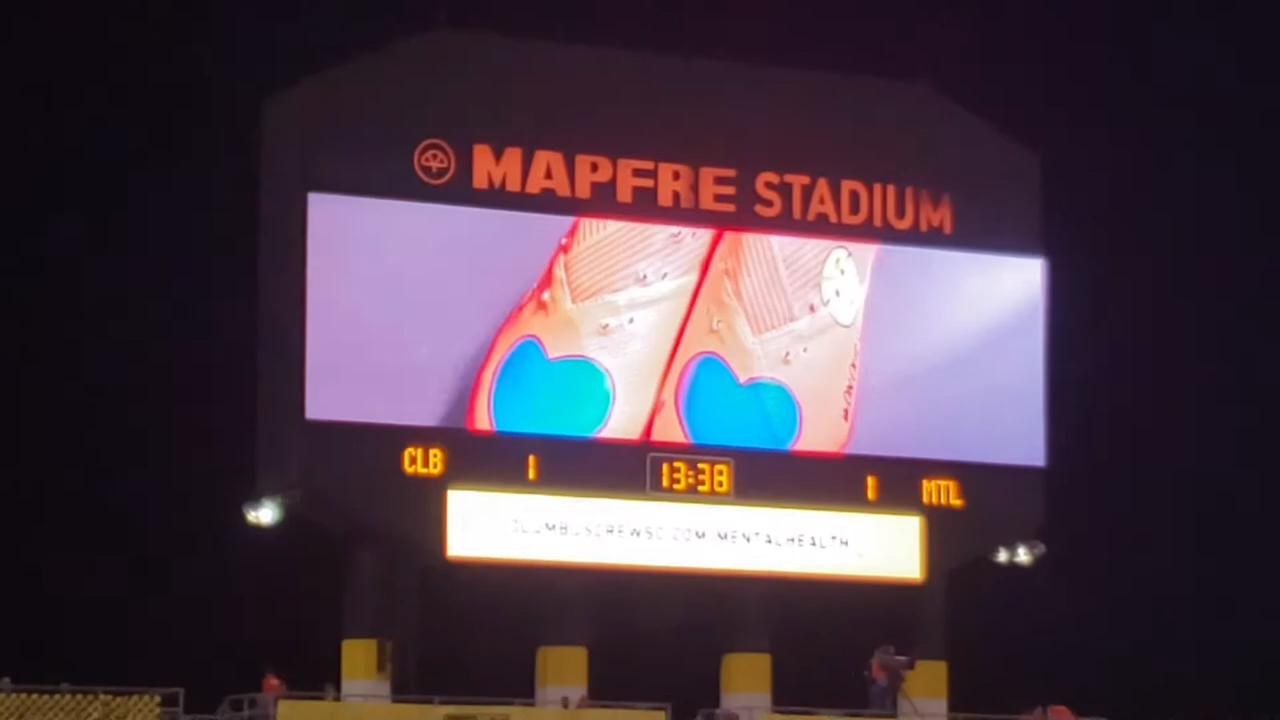 MAPFRE STADIUM
CLB 1 13:38 1 MTL
COLUMBUSCREWSC.COM/MENTALHEALTH